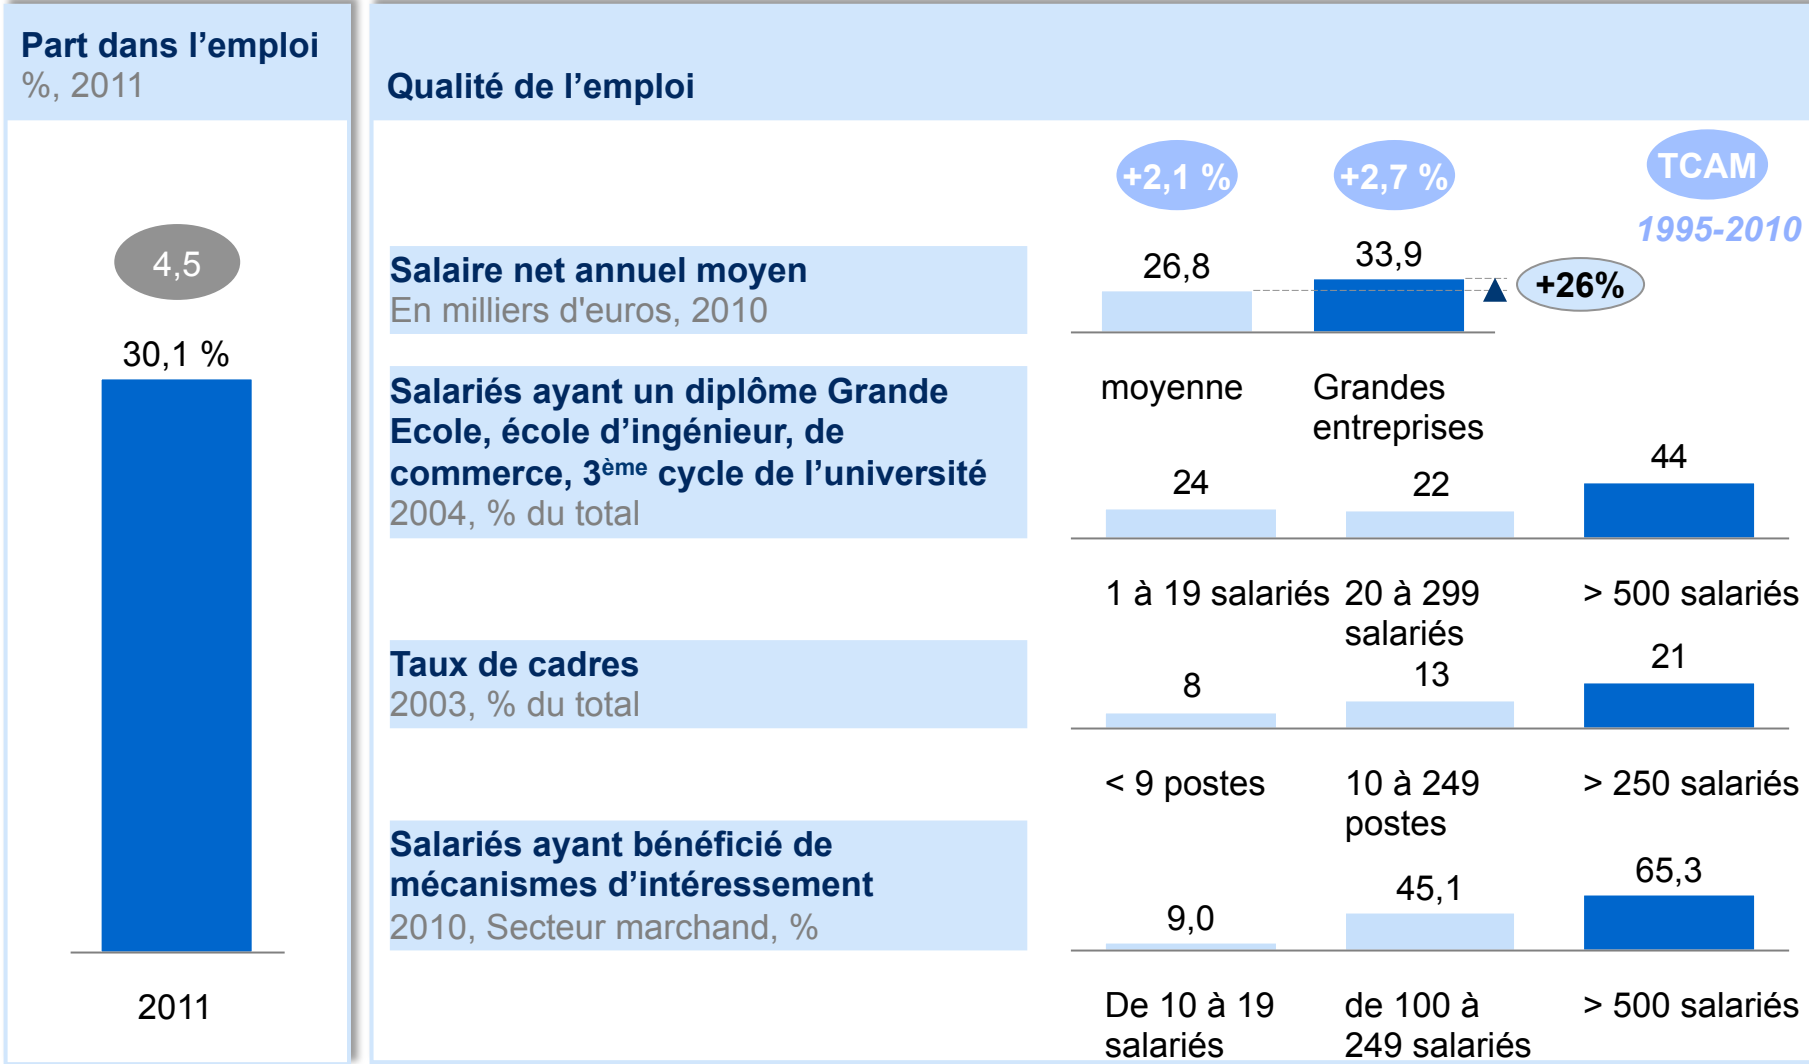 Part dans l’emploi
%, 2011
4,5
30,1 %
2011
Qualité de l’emploi
+2,1 %
+2,7 %
TCAM
1995-2010
Salaire net annuel moyen
En milliers d'euros, 2010
26,8
33,9
+26%
moyenne
Grandes
entreprises
Salariés ayant un diplôme Grande
Ecole, école d’ingénieur, de
commerce, 3ème cycle de l’université
2004, % du total
24
22
44
1 à 19 salariés
20 à 299
salariés
> 500 salariés
Taux de cadres
2003, % du total
8
13
21
< 9 postes
10 à 249
postes
> 250 salariés
Salariés ayant bénéficié de
mécanismes d’intéressement
2010, Secteur marchand, %
9,0
45,1
65,3
De 10 à 19
salariés
de 100 à
249 salariés
> 500 salariés